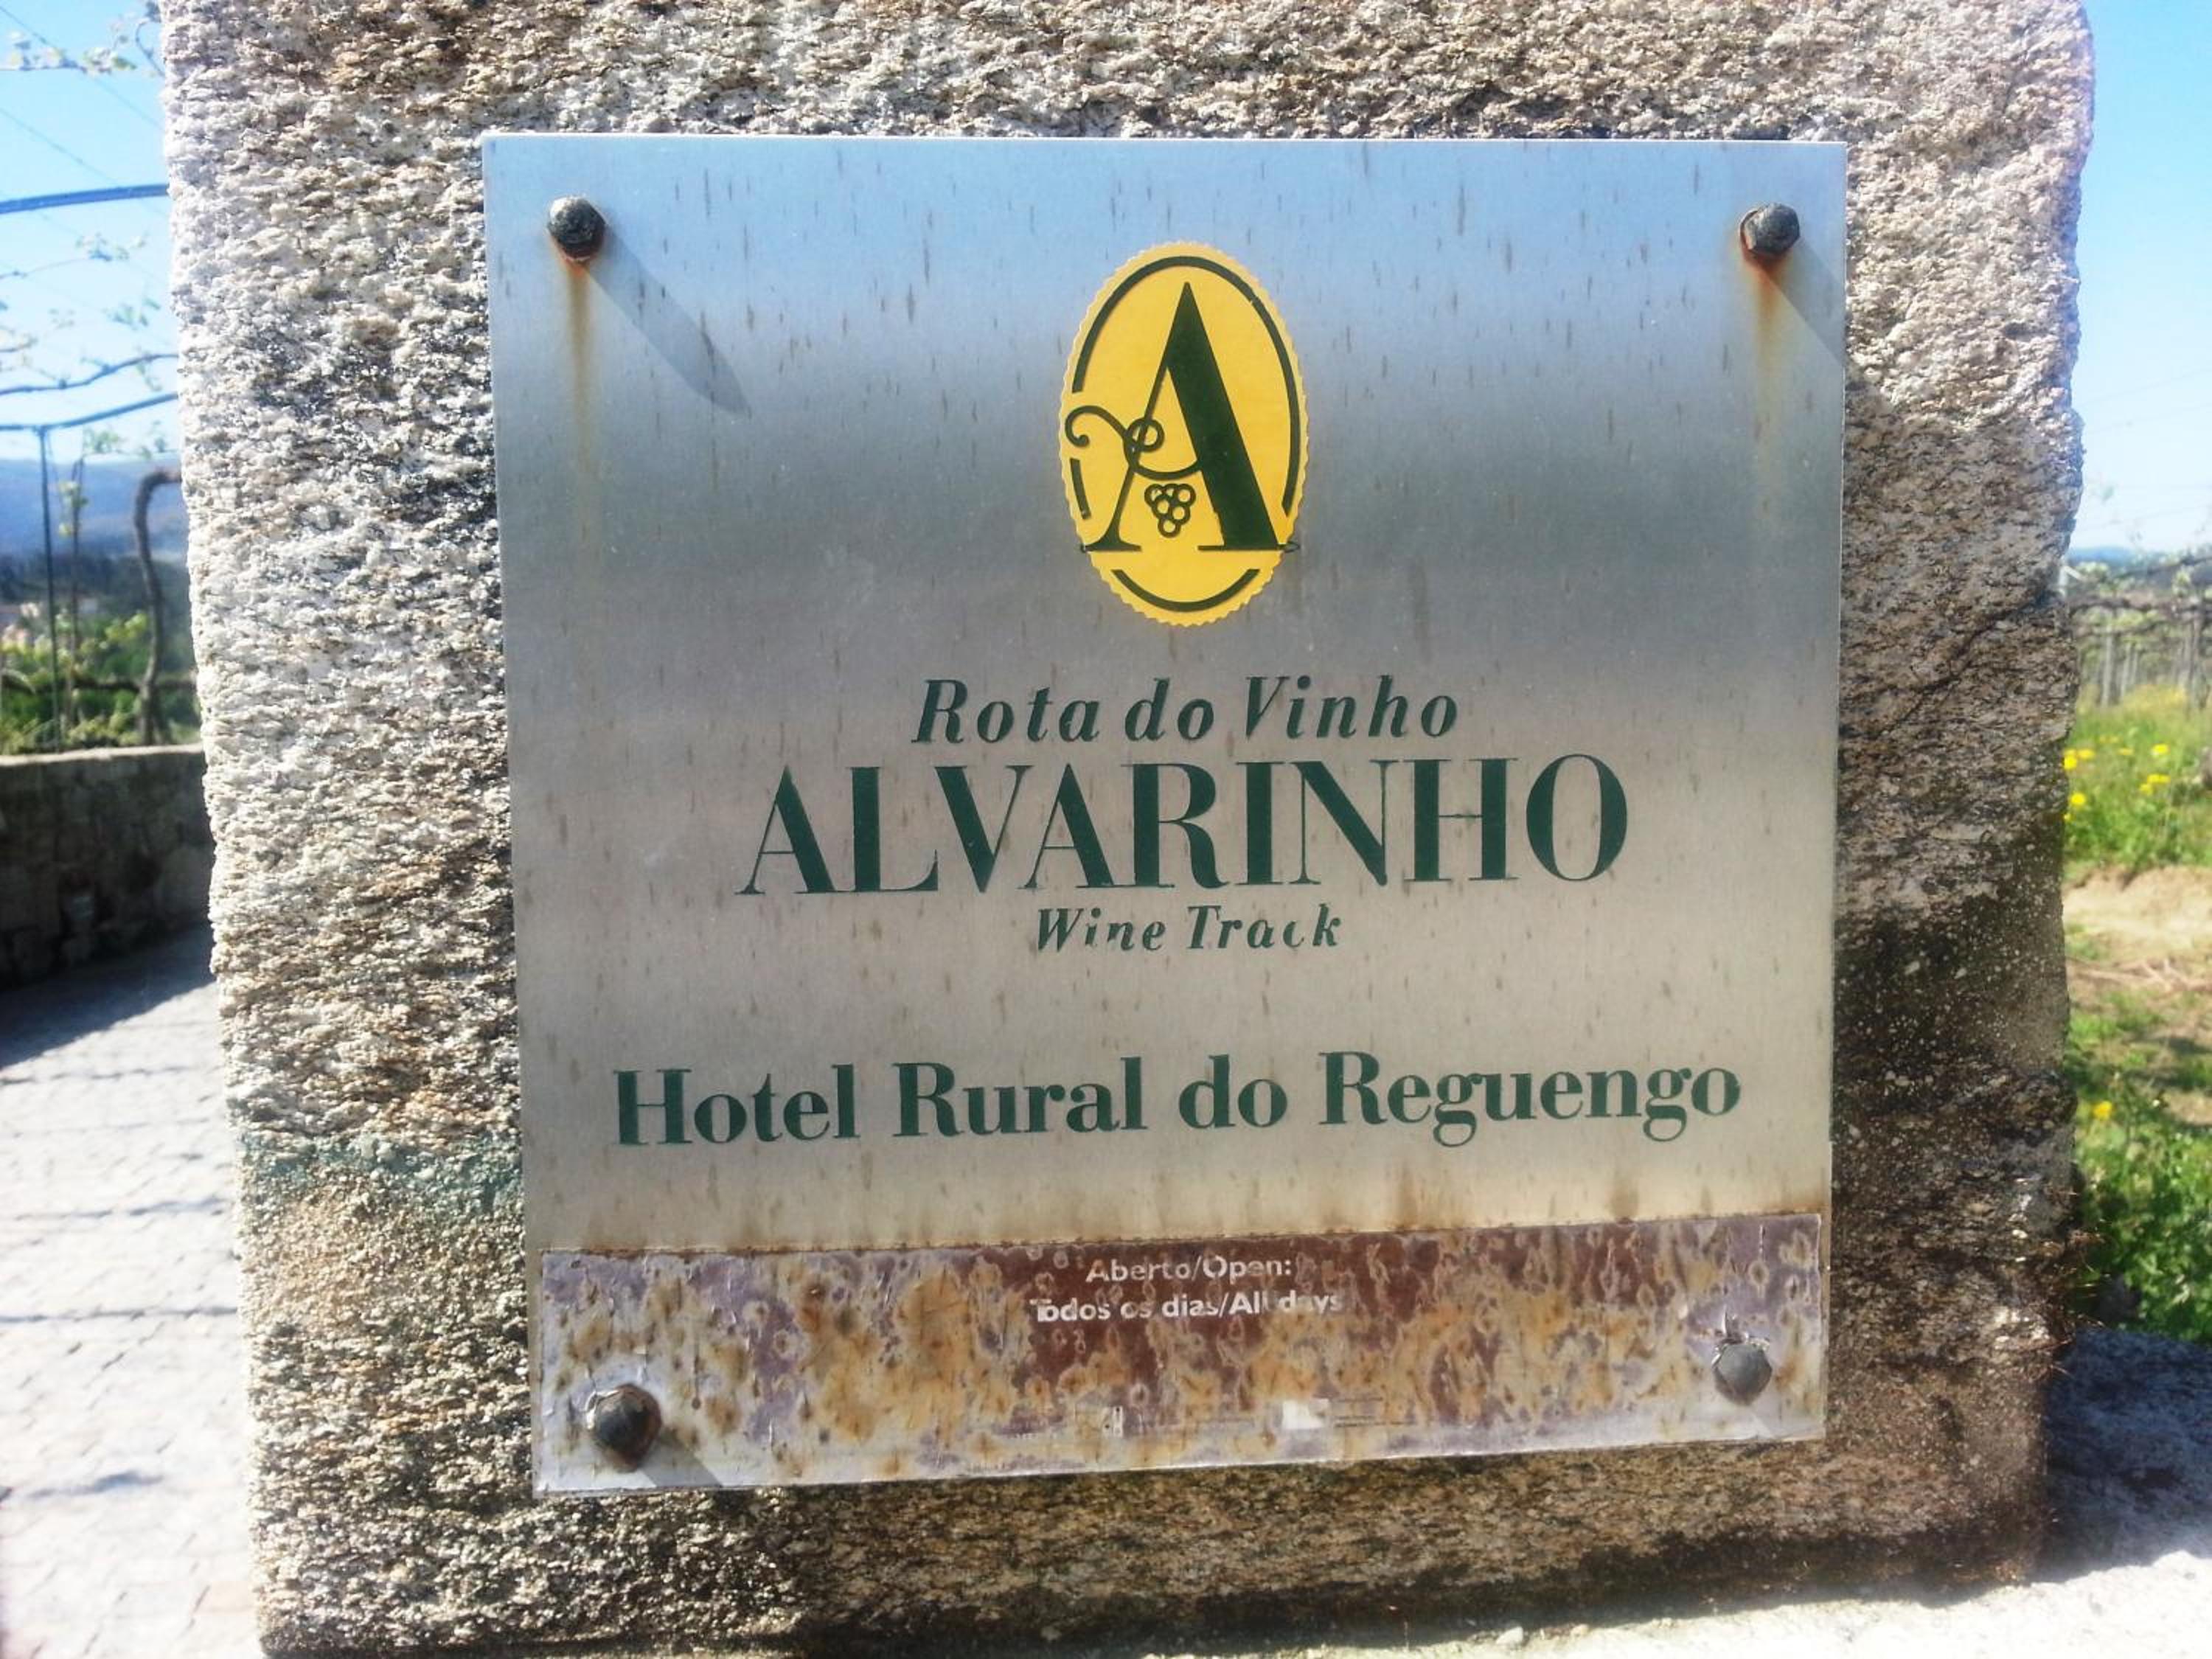 A
Rota do Vinho
ALVARINHO
Wine Track
Hotel Rural do Reguengo
Aberto/Open:
Todos os dias/All days